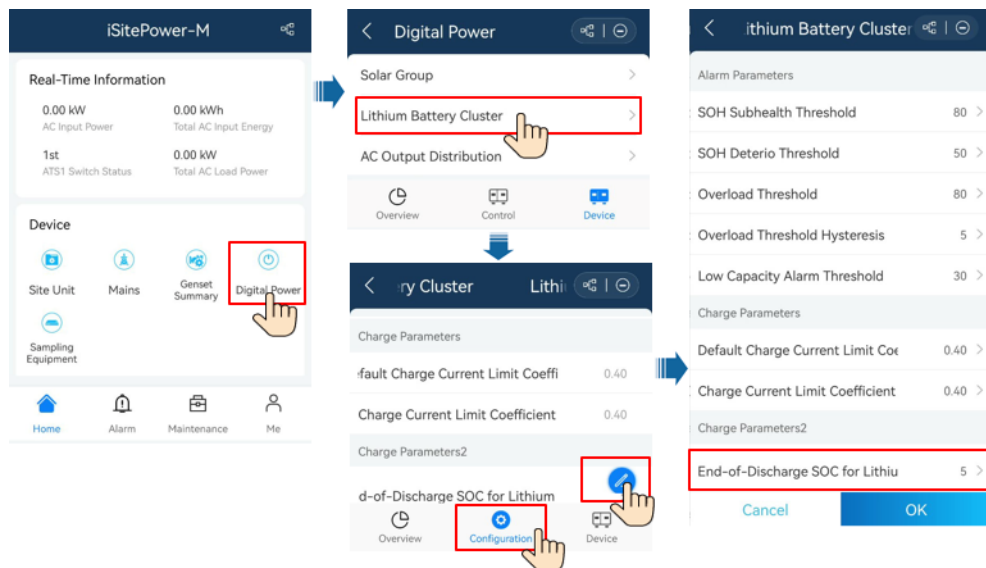 iSitePower-M
Real-Time Information
0.00 kW
0.00 kWh
AC Input Power
Total AC Input Energy
1st
0.00 kW
ATS1 Switch Status
Total AC Load Power
Device
Site Unit
Mains
Genset
Summary
Digital Power
Sampling
Equipment
Home
Alarm
Maintenance
Me
Digital Power
Solar Group
Lithium Battery Cluster
AC Output Distribution
Overview
Control
Device
ry Cluster
Lithi
Charge Parameters
fault Charge Current Limit Coeffi
0.40
Charge Current Limit Coefficient
0.40
Charge Parameters2
d-of-Discharge SOC for Lithium
Overview
Configuration
Device
ithium Battery Cluster
Alarm Parameters
SOH Subhealth Threshold
80
SOH Deterio Threshold
50
Overload Threshold
80
Overload Threshold Hysteresis
5
Low Capacity Alarm Threshold
30
Charge Parameters
Default Charge Current Limit Coe
0.40
Charge Current Limit Coefficient
0.40
Charge Parameters2
End-of-Discharge SOC for Lithiu
5
Cancel
OK